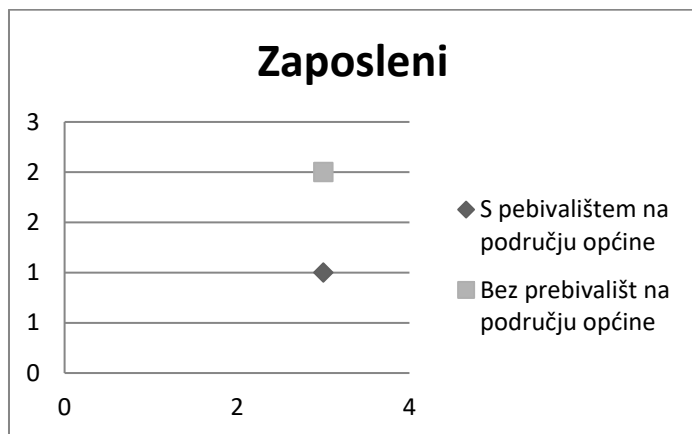 Zaposleni
3
2
2
1
1
0
0 2 4
S pebivalištem na
području općine
Bez prebivališt na
području općine